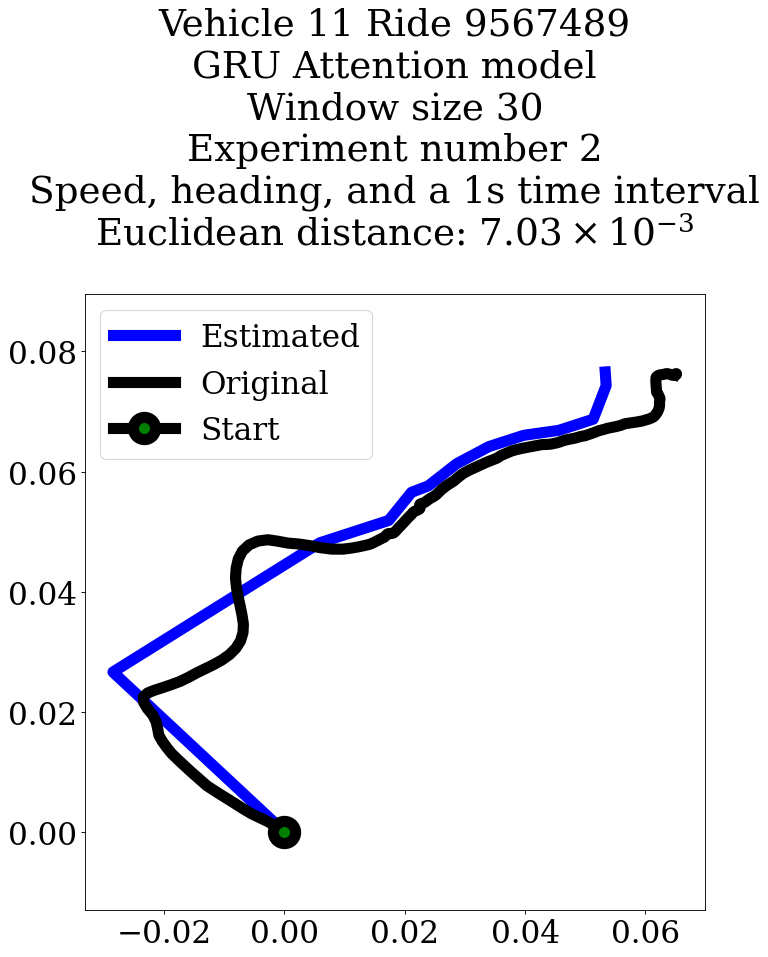 Vehicle 11 Ride 9567489
GRU Attention model
Window size 30
Experiment number 2
Speed, heading, and a 1s time interval
Euclidean distance: 7.03 × 10⁻³
Estimated
Original
Start
0.08
0.06
0.04
0.02
0.00
−0.02 0.00 0.02 0.04 0.06